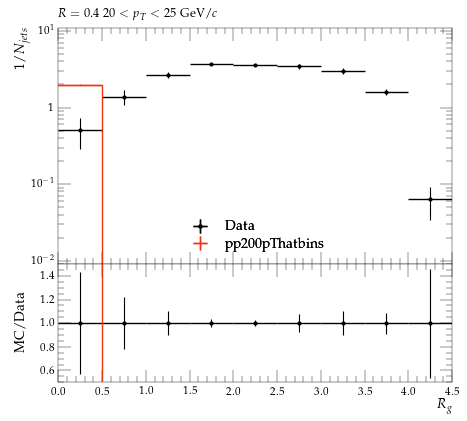 R = 0.4 20 < p_T < 25 GeV/c
1/N_jets
10^1
1
10^−1
10^−2
Data
pp200pThatbins
MC/Data
1.4
1.2
1.0
0.8
0.6
0.0 0.5 1.0 1.5 2.0 2.5 3.0 3.5 4.0 4.5
R_g